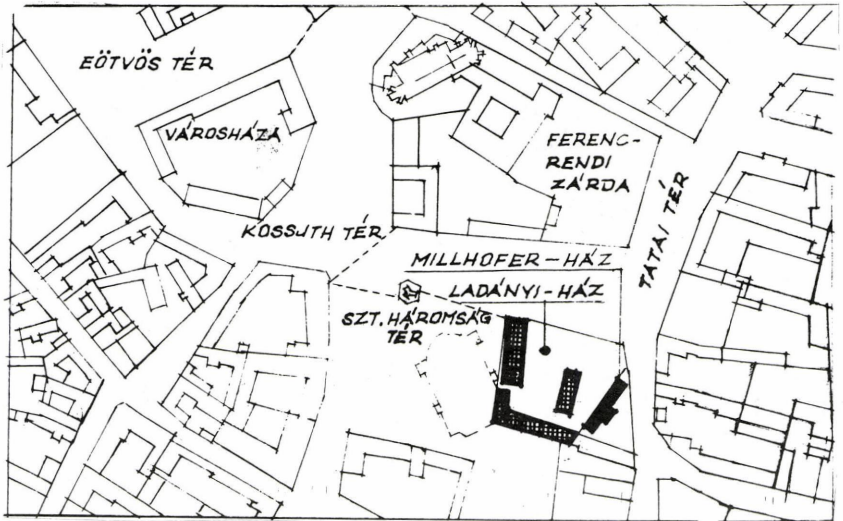 EÖTVÖS TÉR
VÁROSHÁZA
FERENC-
RENDI
ZÁRDA
TATAI TÉR
KOSSUTH TÉR
MILLHOFER-HÁZ
LADÁNYI-HÁZ
SZT. HÁROMSÁG
TÉR